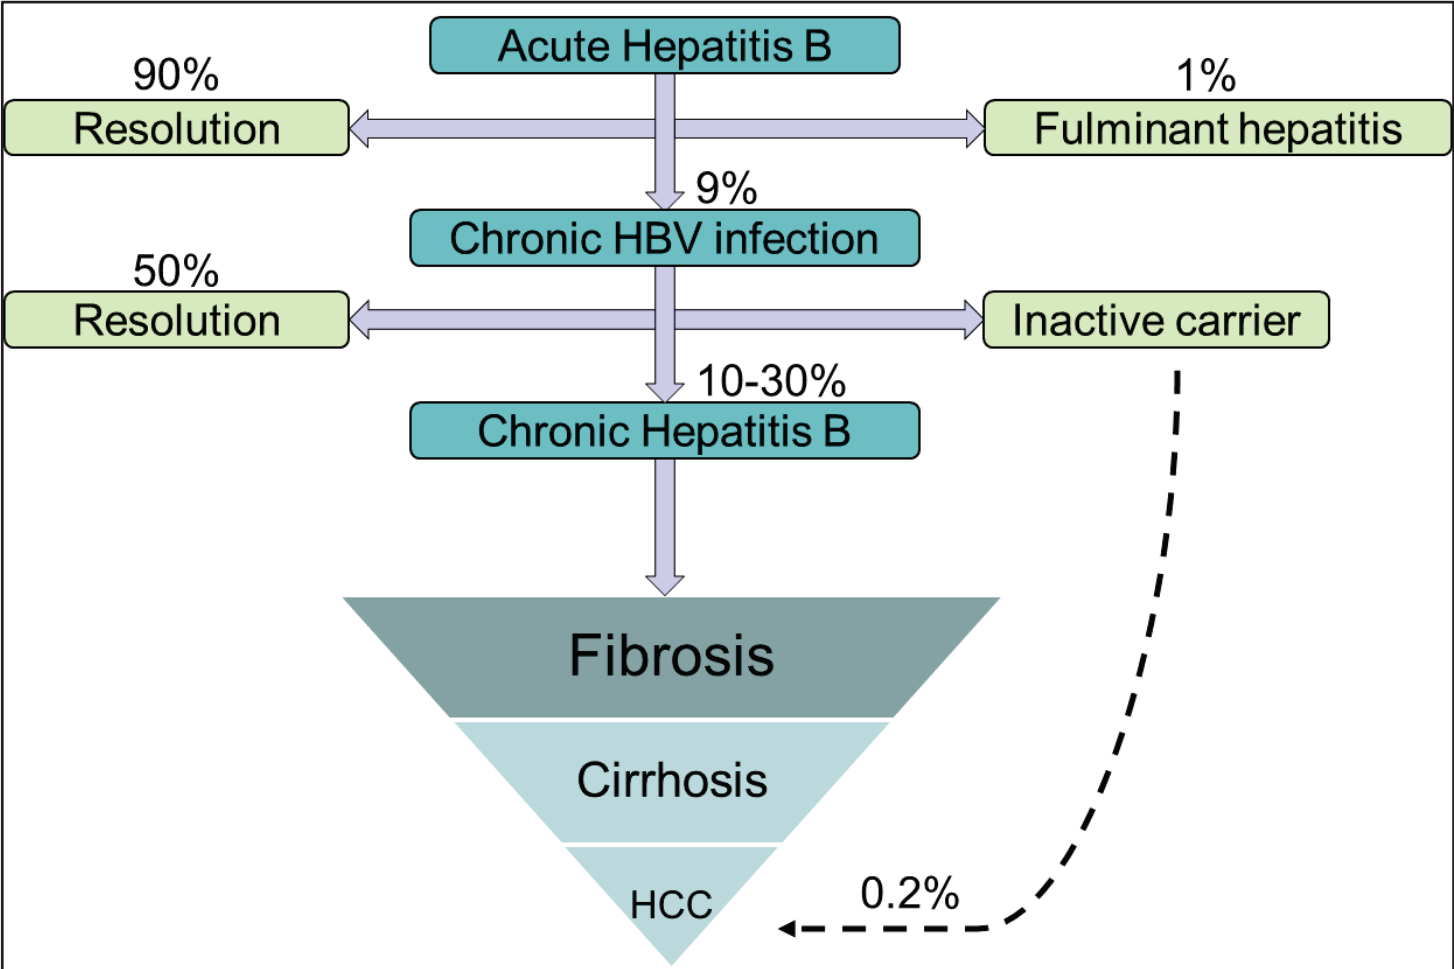 Acute Hepatitis B
90%
Resolution
1%
Fulminant hepatitis
9%
Chronic HBV infection
50%
Resolution
Inactive carrier
10-30%
Chronic Hepatitis B
Fibrosis
Cirrhosis
HCC
0.2%